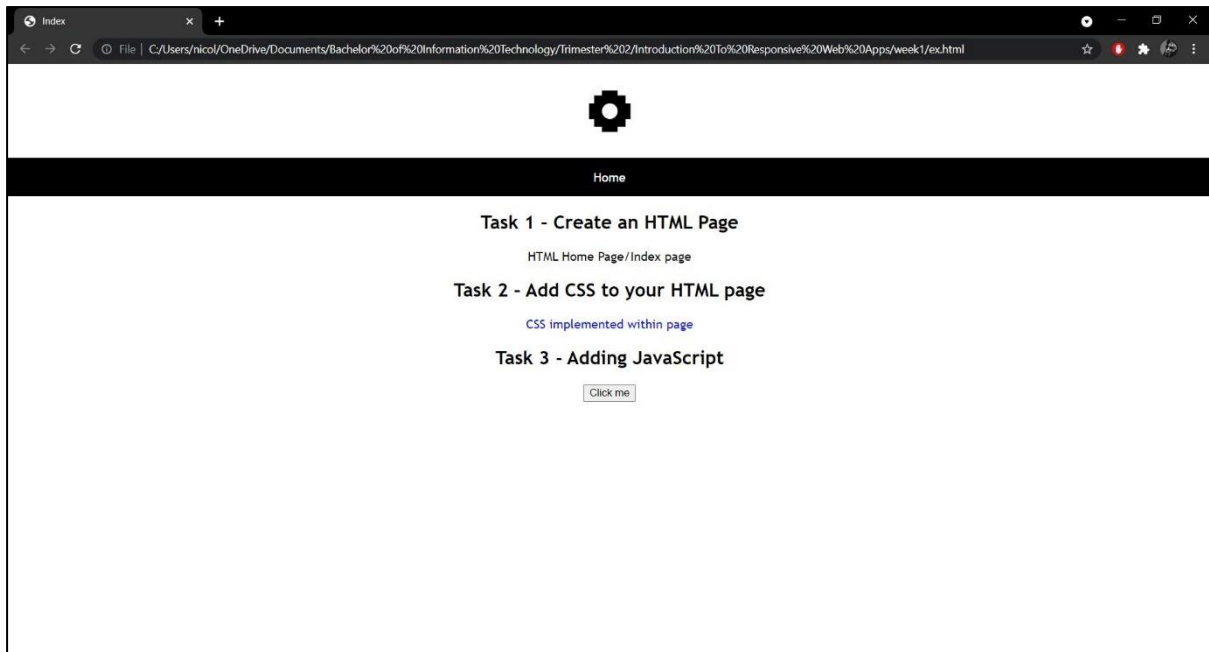 Index
File | C:/Users/nicol/OneDrive/Documents/Bachelor%20of%20Information%20Technology/Trimester%202/Introduction%20To%20Responsive%20Web%20Apps/week1/ex.html
Home
Task 1 - Create an HTML Page
HTML Home Page/Index page
Task 2 - Add CSS to your HTML page
CSS implemented within page
Task 3 - Adding JavaScript
Click me